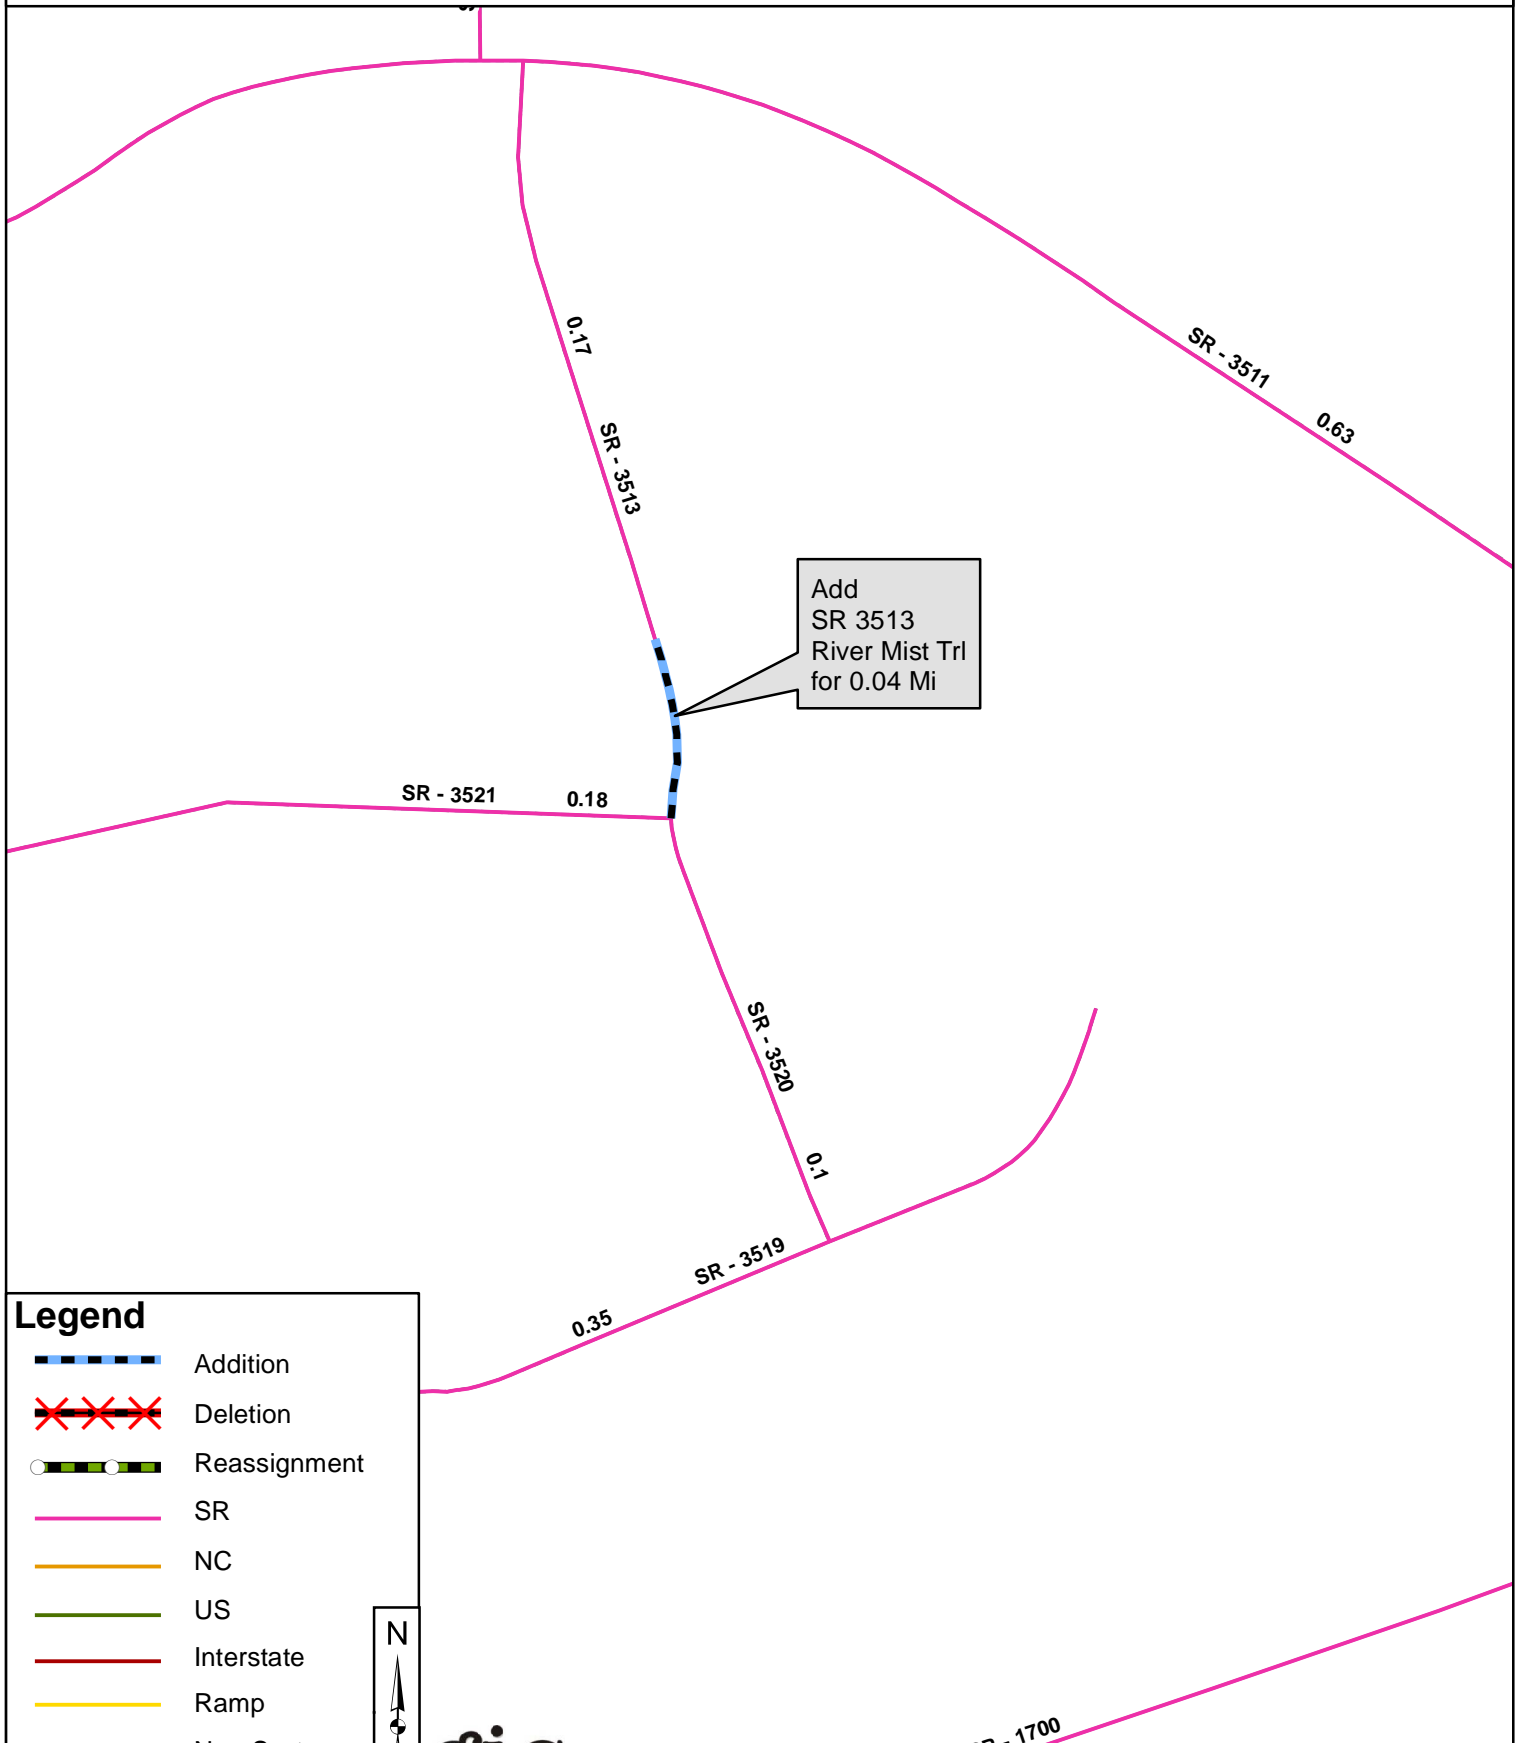 0.17
SR - 3511
0.63
SR - 3513
Add
SR 3513
River Mist Trl
for 0.04 Mi
SR - 3521 0.18
SR - 3520
0.1
SR - 3519
0.35
Legend
Addition
Deletion
Reassignment
SR
NC
US
Interstate
Ramp
N
- 1700